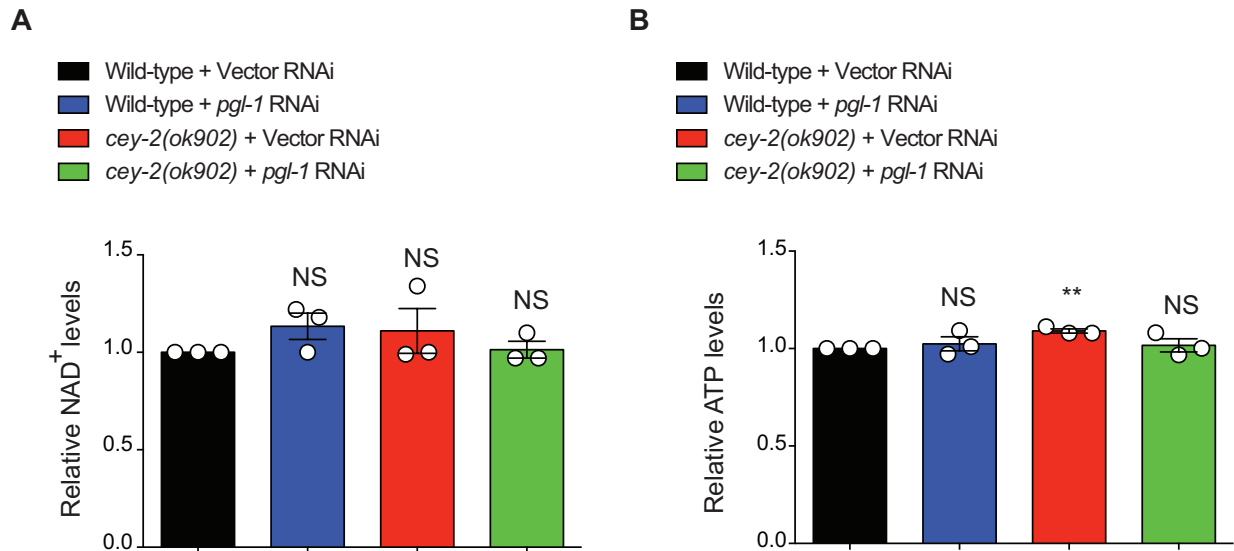 A
Wild-type + Vector RNAi
Wild-type + pgl-1 RNAi
cey-2(ok902) + Vector RNAi
cey-2(ok902) + pgl-1 RNAi
Relative NAD+ levels
1.5
1.0
0.5
0.0
NS
NS
NS
B
Wild-type + Vector RNAi
Wild-type + pgl-1 RNAi
cey-2(ok902) + Vector RNAi
cey-2(ok902) + pgl-1 RNAi
Relative ATP levels
1.5
1.0
0.5
0.0
NS
**
NS